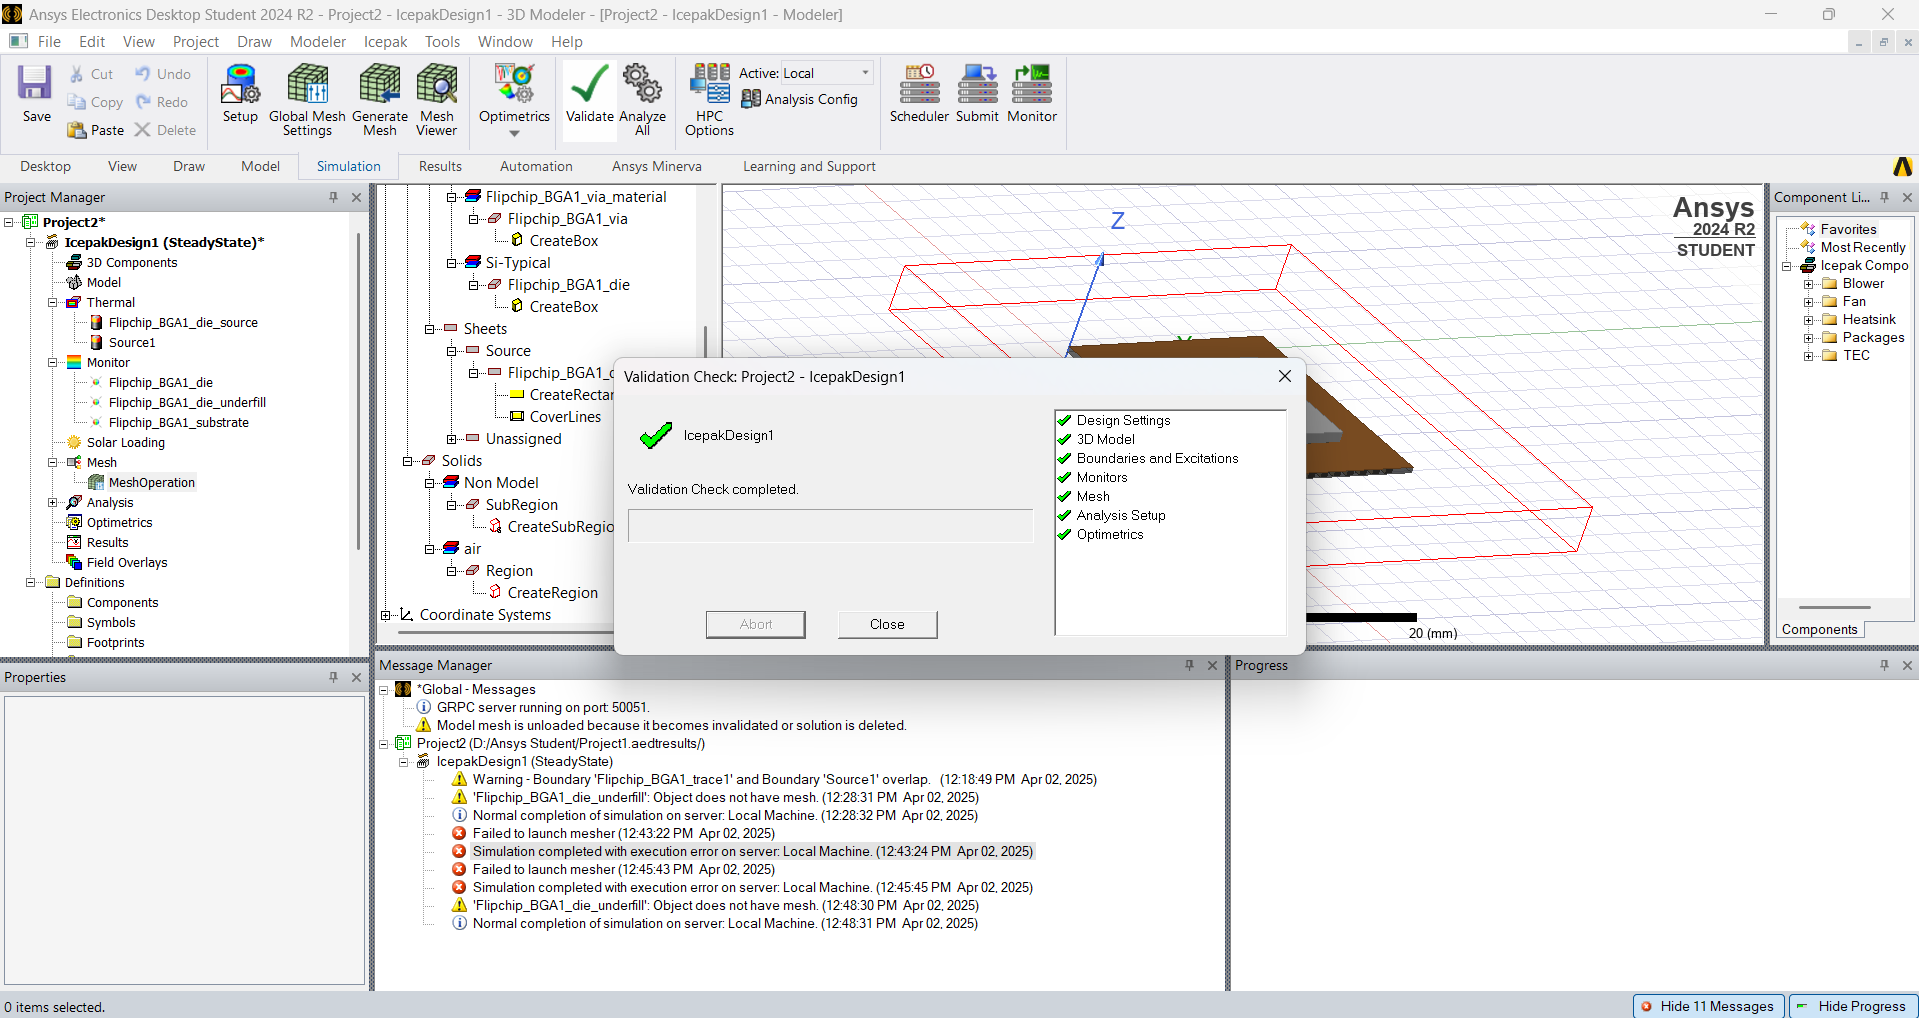 Ansys Electronics Desktop Student 2024 R2 - Project2 - IcepakDesign1 - 3D Modeler - [Project2 - IcepakDesign1 - Modeler]
File Edit View Project Draw Modeler Icepak Tools Window Help
Save
Cut
Copy
Paste
Undo
Redo
Delete
Setup
Global Mesh Settings
Generate Mesh
Mesh Viewer
Optimetrics
Validate
Analyze All
HPC Options
Active: Local
Analysis Config
Scheduler
Submit
Monitor
Desktop View Draw Model Simulation Results Automation Ansys Minerva Learning and Support
Project Manager
Project2*
IcepakDesign1 (SteadyState)*
3D Components
Model
Thermal
Flipchip_BGA1_die_source
Source1
Monitor
Flipchip_BGA1_die
Flipchip_BGA1_die_underfill
Flipchip_BGA1_substrate
Solar Loading
Mesh
MeshOperation
Analysis
Optimetrics
Results
Field Overlays
Definitions
Components
Symbols
Footprints
Properties
Flipchip_BGA1_via_material
Flipchip_BGA1_via
CreateBox
Si-Typical
Flipchip_BGA1_die
CreateBox
Sheets
Source
Flipchip_BGA1_
CreateRectan
CoverLines
Unassigned
Solids
Non Model
SubRegion
CreateSubRegio
air
Region
CreateRegion
Coordinate Systems
Z
Y
Ansys
2024 R2
STUDENT
20 (mm)
Validation Check: Project2 - IcepakDesign1
IcepakDesign1
Validation Check completed.
Abort
Close
Design Settings
3D Model
Boundaries and Excitations
Monitors
Mesh
Analysis Setup
Optimetrics
Component Li...
Favorites
Most Recently
Icepak Compo
Blower
Fan
Heatsink
Packages
TEC
Components
Message Manager
*Global - Messages
GRPC server running on port: 50051.
Model mesh is unloaded because it becomes invalidated or solution is deleted.
Project2 (D:/Ansys Student/Project1.aedtresults/)
IcepakDesign1 (SteadyState)
Warning - Boundary 'Flipchip_BGA1_trace1' and Boundary 'Source1' overlap. (12:18:49 PM Apr 02, 2025)
'Flipchip_BGA1_die_underfill': Object does not have mesh. (12:28:31 PM Apr 02, 2025)
Normal completion of simulation on server: Local Machine. (12:28:32 PM Apr 02, 2025)
Failed to launch mesher (12:43:22 PM Apr 02, 2025)
Simulation completed with execution error on server: Local Machine. (12:43:24 PM Apr 02, 2025)
Failed to launch mesher (12:45:43 PM Apr 02, 2025)
Simulation completed with execution error on server: Local Machine. (12:45:45 PM Apr 02, 2025)
'Flipchip_BGA1_die_underfill': Object does not have mesh. (12:48:30 PM Apr 02, 2025)
Normal completion of simulation on server: Local Machine. (12:48:31 PM Apr 02, 2025)
Progress
0 items selected.
Hide 11 Messages
Hide Progress